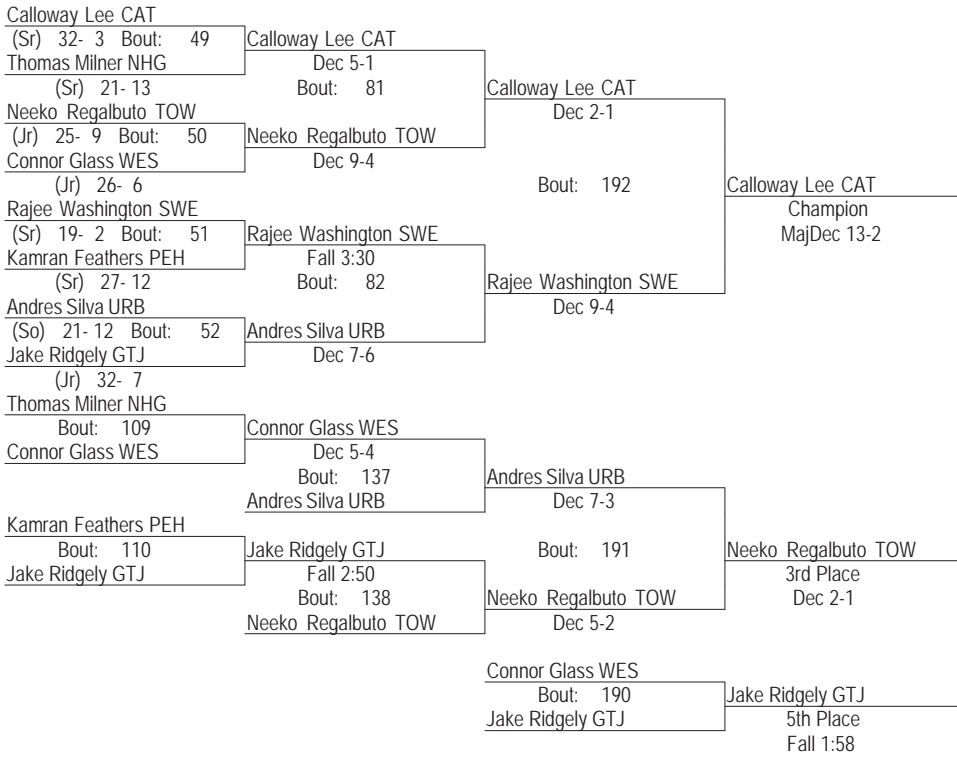 Calloway Lee CAT
(Sr) 32- 3 Bout: 49 Calloway Lee CAT
Thomas Milner NHG Dec 5-1
(Sr) 21- 13 Bout: 81 Calloway Lee CAT
Neeko Regalbuto TOW Dec 2-1
(Jr) 25- 9 Bout: 50 Neeko Regalbuto TOW
Connor Glass WES Dec 9-4
(Jr) 26- 6 Bout: 192 Calloway Lee CAT
Rajee Washington SWE Champion
(Sr) 19- 2 Bout: 51 Rajee Washington SWE MajDec 13-2
Kamran Feathers PEH Fall 3:30
(Sr) 27- 12 Bout: 82 Rajee Washington SWE
Andres Silva URB Dec 9-4
(So) 21- 12 Bout: 52 Andres Silva URB
Jake Ridgely GTJ Dec 7-6
(Jr) 32- 7
Thomas Milner NHG
Bout: 109 Connor Glass WES
Connor Glass WES Dec 5-4
Bout: 137 Andres Silva URB
Andres Silva URB Dec 7-3
Kamran Feathers PEH
Bout: 110 Jake Ridgely GTJ Bout: 191 Neeko Regalbuto TOW
Jake Ridgely GTJ Fall 2:50 3rd Place
Bout: 138 Neeko Regalbuto TOW Dec 2-1
Neeko Regalbuto TOW Dec 5-2
Connor Glass WES
Bout: 190 Jake Ridgely GTJ
Jake Ridgely GTJ 5th Place
Fall 1:58